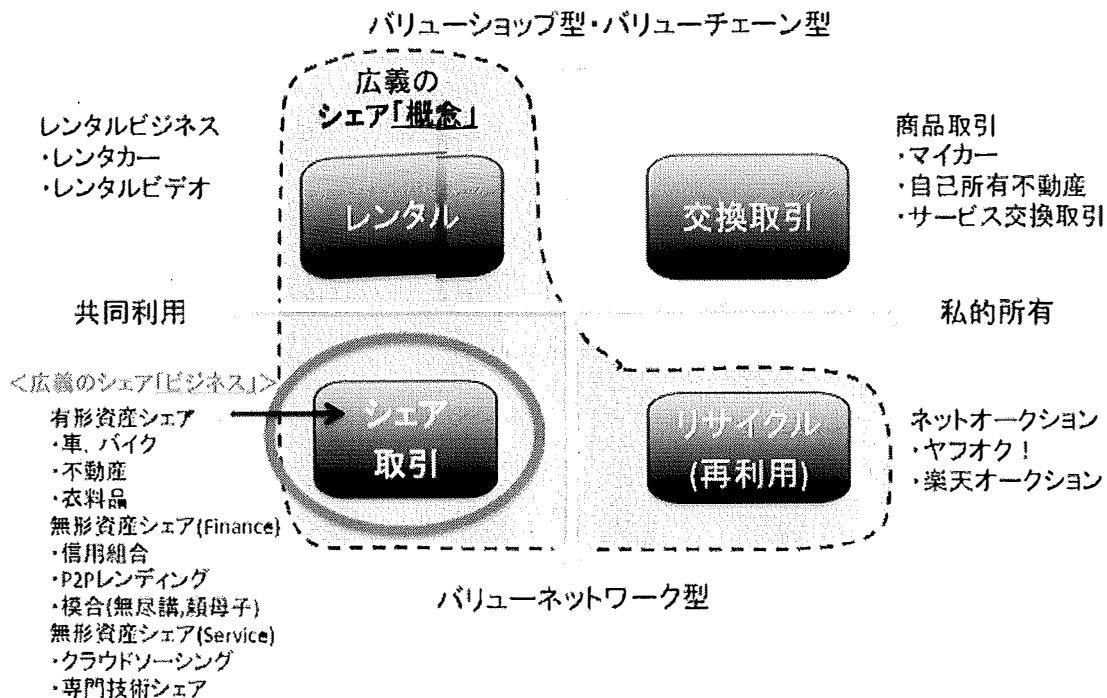 バリューショップ型・バリューチェーン型
広義の
シェア「概念」
レンタルビジネス
・レンタカー
・レンタルビデオ
レンタル
交換取引
商品取引
・マイカー
・自己所有不動産
・サービス交換取引
共同利用
私的所有
<広義のシェア「ビジネス」>
有形資産シェア
・車、バイク
・不動産
・衣料品
無形資産シェア(Finance)
・信用組合
・P2Pレンディング
・模合(無尽講,頼母子)
無形資産シェア(Service)
・クラウドソーシング
・専門技術シェア
シェア
取引
リサイクル
(再利用)
ネットオークション
・ヤフオク!
・楽天オークション
バリューネットワーク型